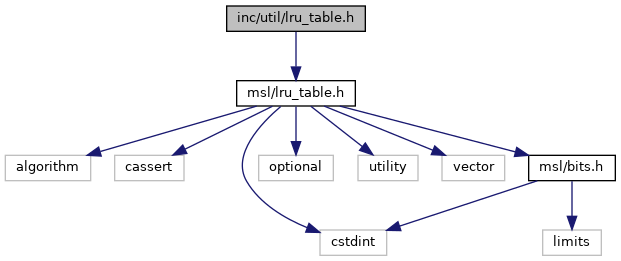 inc/util/lru_table.h
msl/lru_table.h
algorithm
cassert
optional
utility
vector
msl/bits.h
cstdint
limits